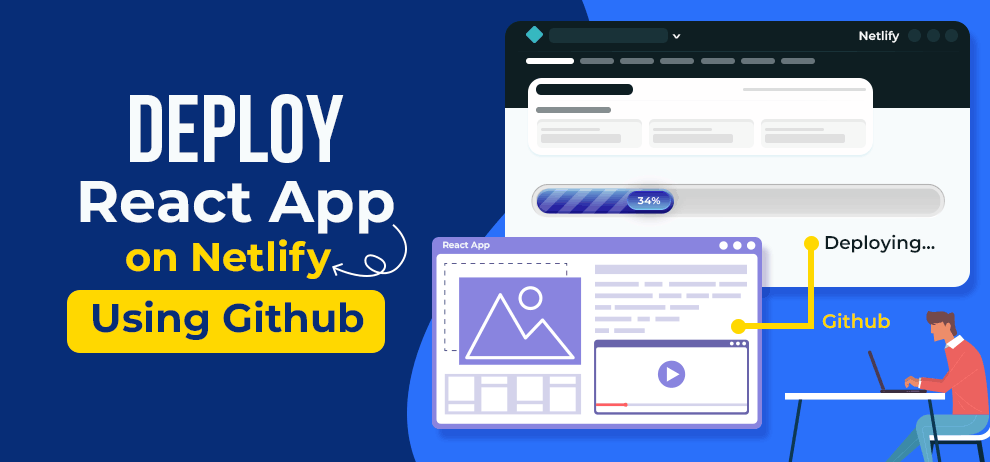 DEPLOY
React App
on Netlify
Using Github
Netlify
34%
Deploying...
React App
Github